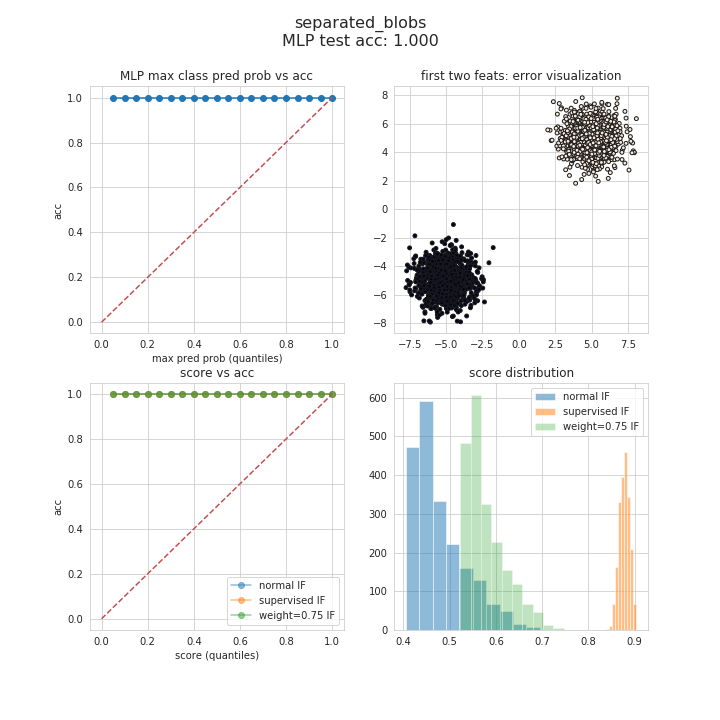 separated_blobs
MLP test acc: 1.000
MLP max class pred prob vs acc
1.0
0.8
0.6
0.4
0.2
0.0
acc
0.0 0.2 0.4 0.6 0.8 1.0
max pred prob (quantiles)
first two feats: error visualization
8
6
4
2
0
−2
−4
−6
−8
−7.5 −5.0 −2.5 0.0 2.5 5.0 7.5
score vs acc
1.0
0.8
0.6
0.4
0.2
0.0
acc
normal IF
supervised IF
weight=0.75 IF
0.0 0.2 0.4 0.6 0.8 1.0
score (quantiles)
score distribution
normal IF
supervised IF
weight=0.75 IF
600
500
400
300
200
100
0
0.4 0.5 0.6 0.7 0.8 0.9